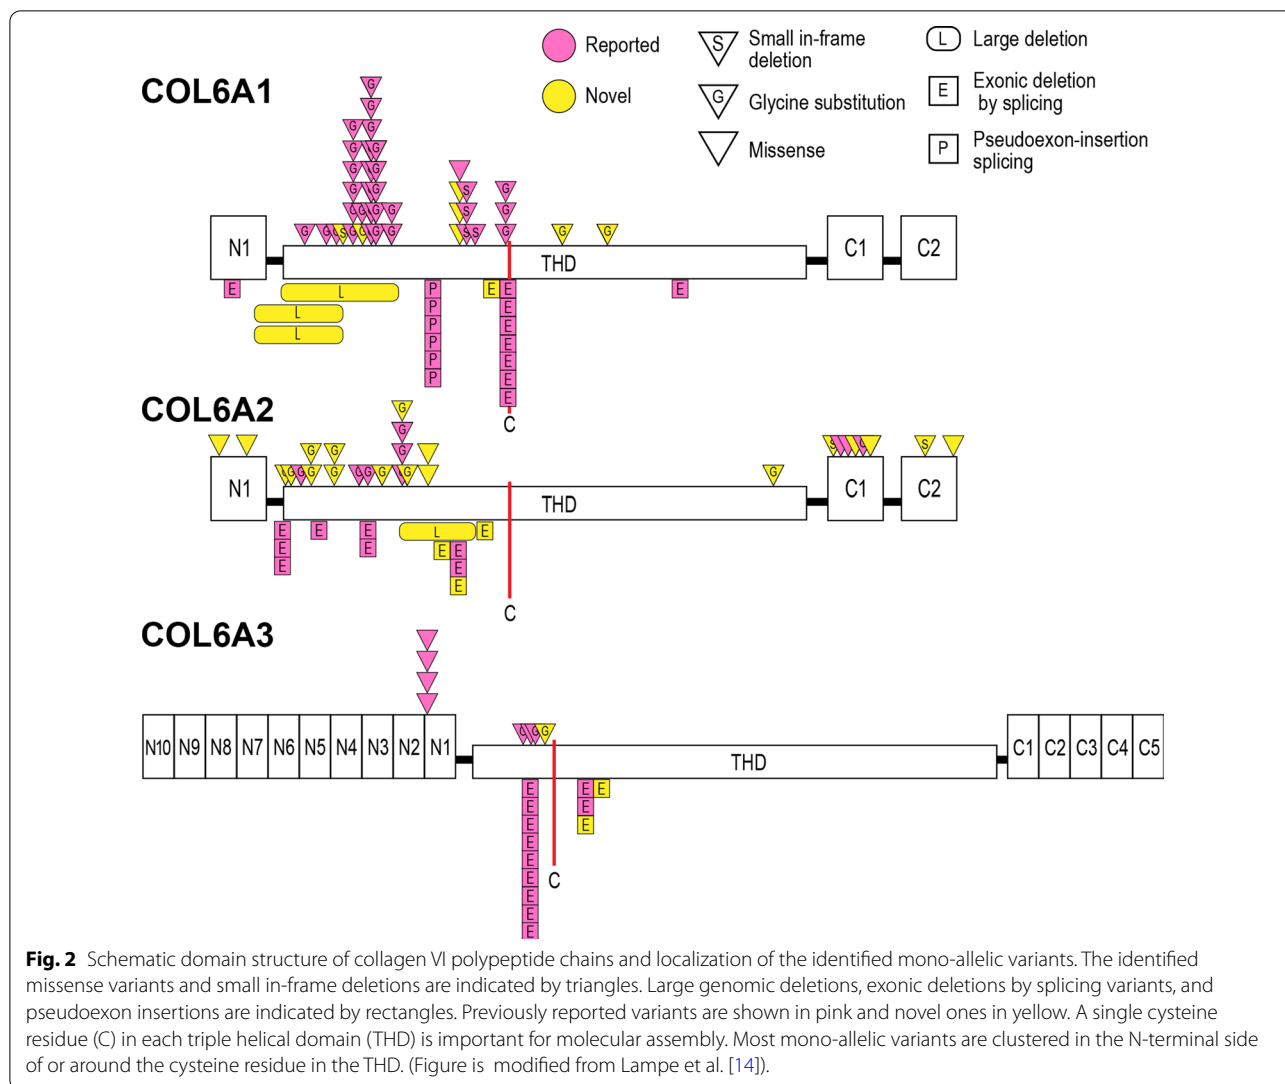 Reported
Novel
S Small in-frame
deletion
G Glycine substitution
Missense
L Large deletion
E Exonic deletion
by splicing
P Pseudoexon-insertion
splicing
COL6A1
G
G
G G
G G
G G
G G S
G G G G S G
G G S G G G G S S G G G
N1 THD C1 C2
E L P E E E
L P E
L P E
P E
P E
P E
E
C
COL6A2
G
G
G G G
G G G G G G G G G G S G S
N1 THD C1 C2
E E E L E
E E E E
E E
E
C
COL6A3
G G
N10 N9 N8 N7 N6 N5 N4 N3 N2 N1 THD C1 C2 C3 C4 C5
E E E
E E
E E
E
E
E
E
E
E
C
Fig. 2 Schematic domain structure of collagen VI polypeptide chains and localization of the identified mono-allelic variants. The identified
missense variants and small in-frame deletions are indicated by triangles. Large genomic deletions, exonic deletions by splicing variants, and
pseudoexon insertions are indicated by rectangles. Previously reported variants are shown in pink and novel ones in yellow. A single cysteine
residue (C) in each triple helical domain (THD) is important for molecular assembly. Most mono-allelic variants are clustered in the N-terminal side
of or around the cysteine residue in the THD. (Figure is modified from Lampe et al. [14]).